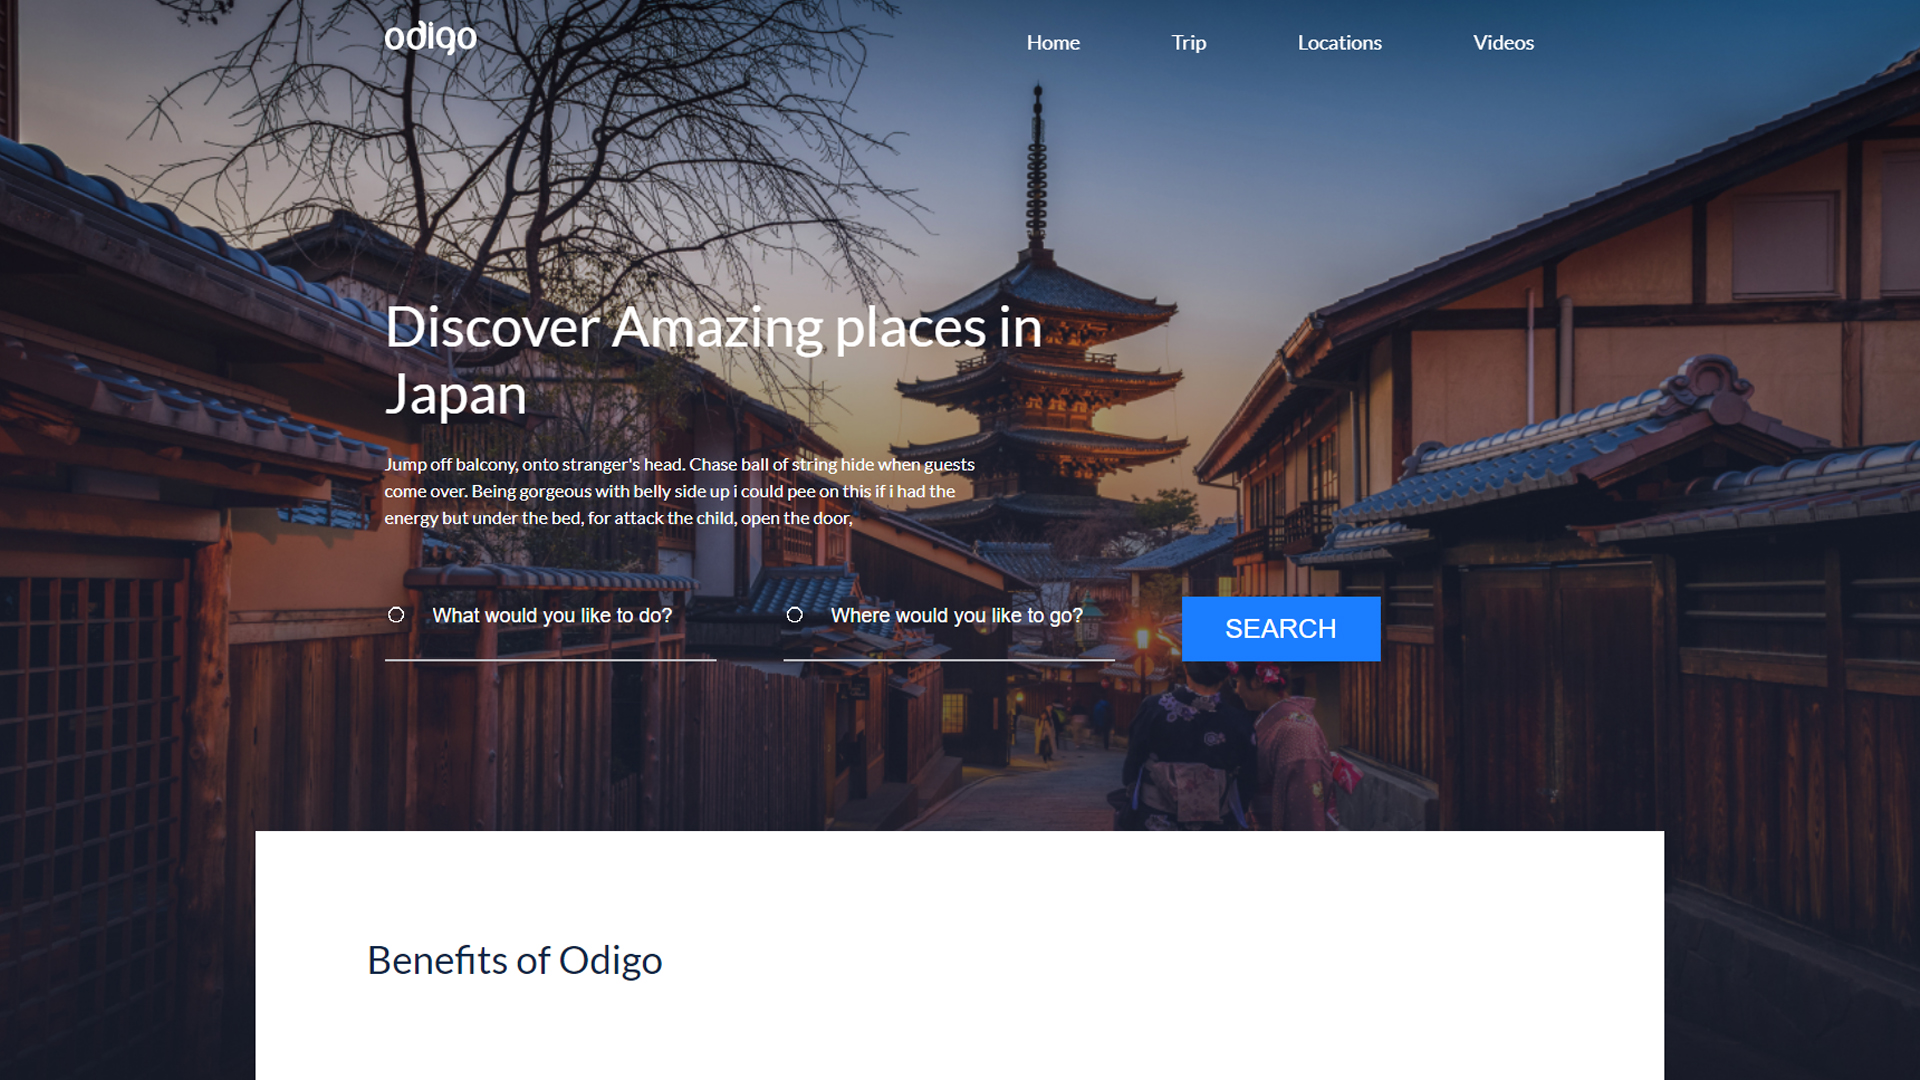 odigo
Home Trip Locations Videos
Discover Amazing places in
Japan
Jump off balcony, onto stranger's head. Chase ball of string hide when guests
come over. Being gorgeous with belly side up i could pee on this if i had the
energy but under the bed, for attack the child, open the door,
What would you like to do? Where would you like to go? SEARCH
Benefits of Odigo